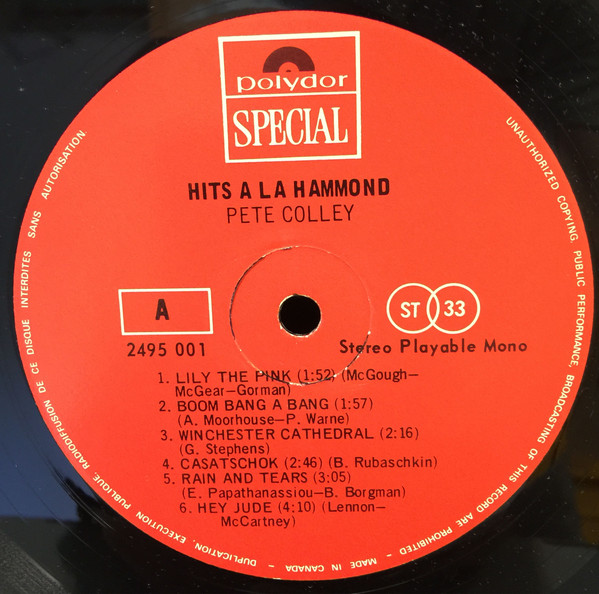 polydor
SPECIAL
HITS A LA HAMMOND
PETE COLLEY
A
ST 33
2495 001
Stereo Playable Mono
1. LILY THE PINK (1:52) (McGough—
McGear—Gorman)
2. BOOM BANG A BANG (1:57)
(A. Moorhouse—P. Warne)
3. WINCHESTER CATHEDRAL (2:16)
(G. Stephens)
4. CASATSCHOK (2:46) (B. Rubaschkin)
5. RAIN AND TEARS (3:05)
(E. Papathanassiou—B. Borgman)
6. HEY JUDE (4:10) (Lennon—
McCartney)
UNAUTHORIZED COPYING, PUBLIC PERFORMANCE, BROADCASTING OF THIS RECORD ARE PROHIBITED – MADE IN CANADA – DUPLICATION, EXECUTION PUBLIQUE, RADIODIFFUSION DE CE DISQUE INTERDITES SANS AUTORISATION.